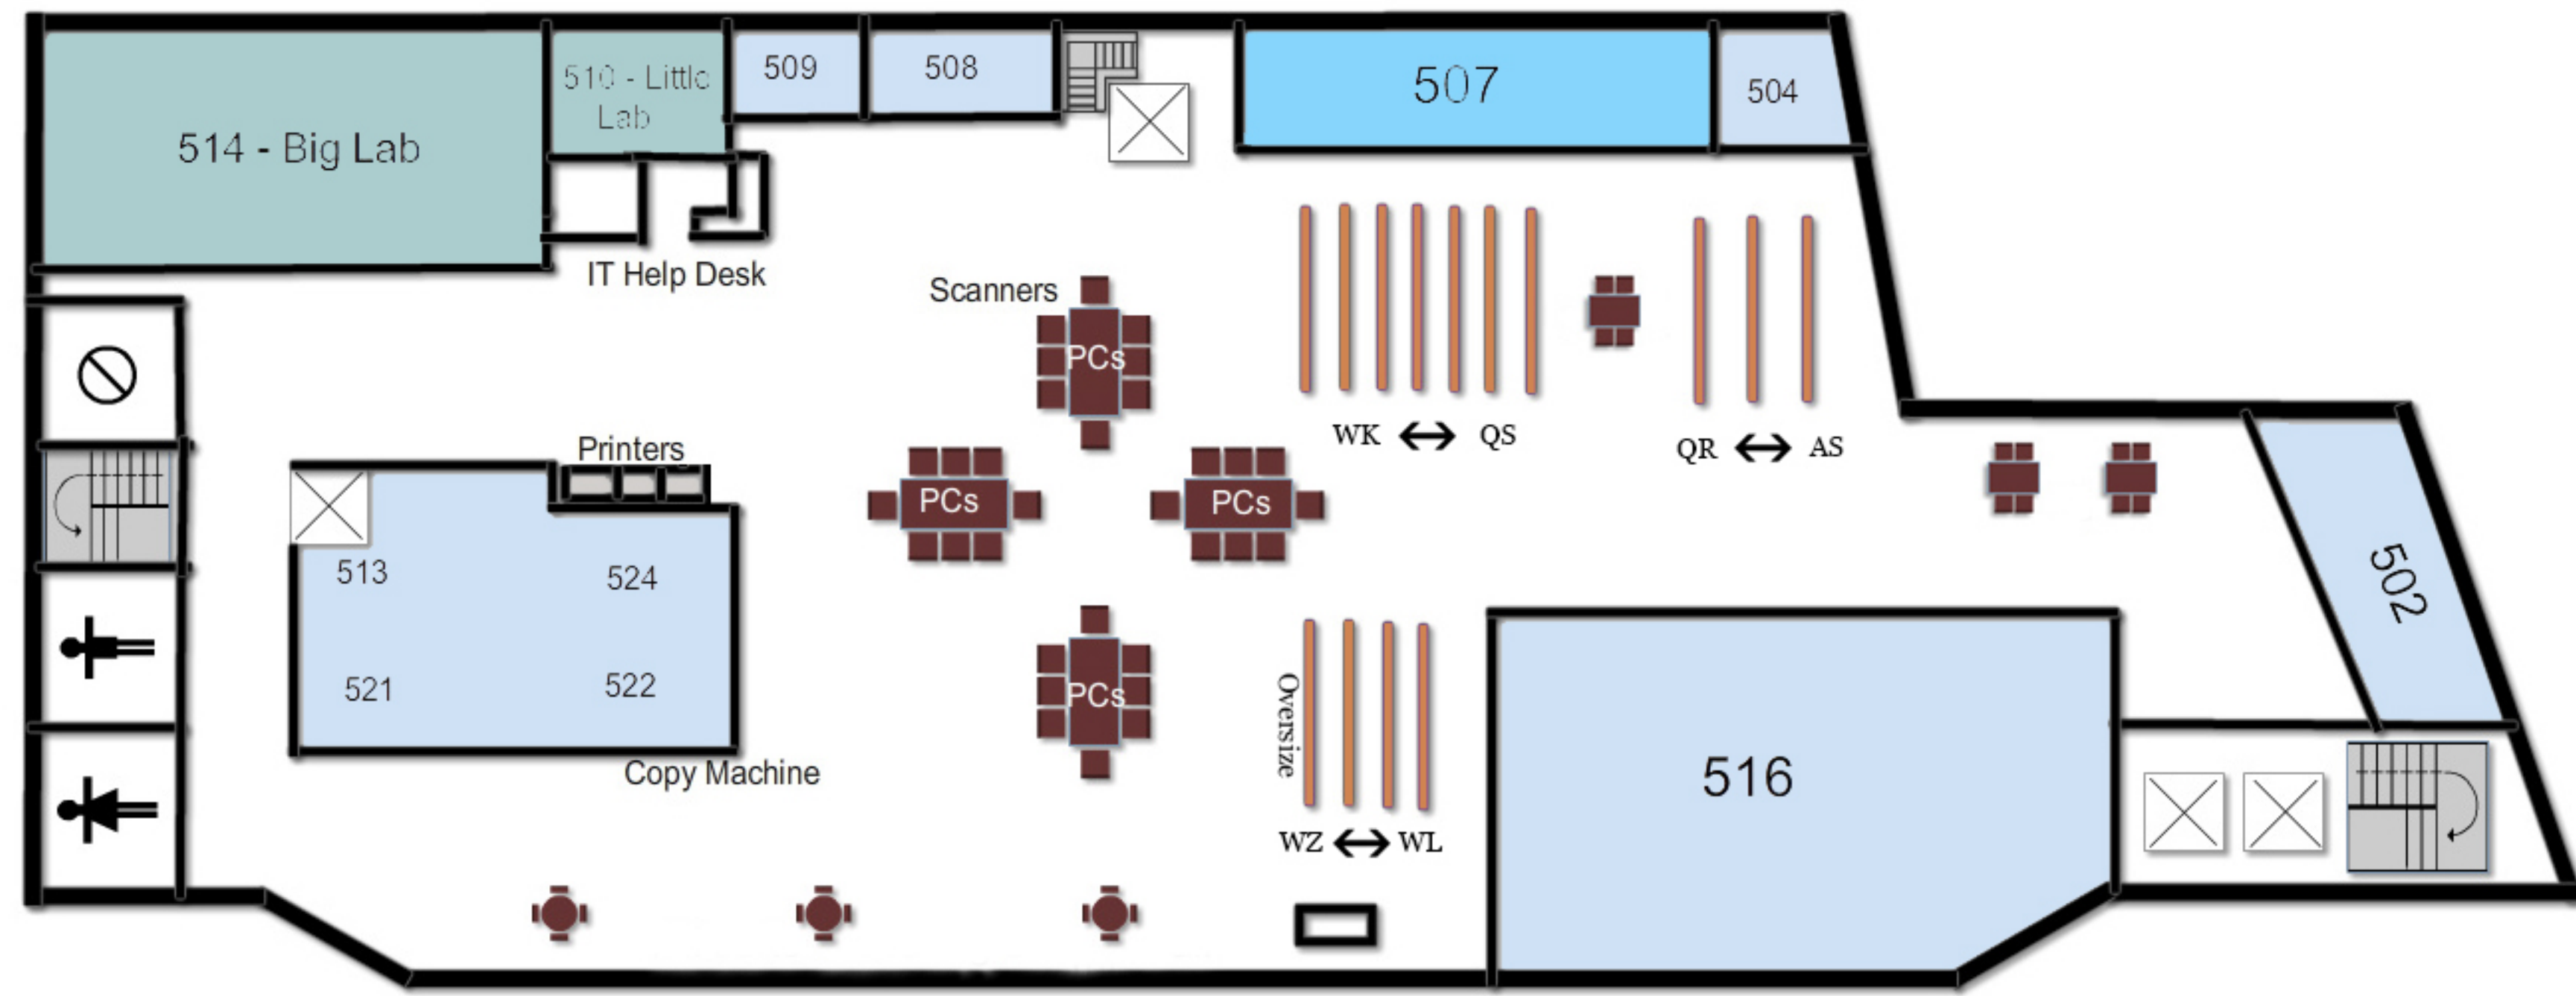 509
508
507
504
510 - Little
Lab
514 - Big Lab
IT Help Desk
Scanners
PCs
WK ↔ QS
QR ↔ AS
Printers
PCs
PCs
513
524
502
521
522
PCs
Oversize
Copy Machine
516
WZ ↔ WL